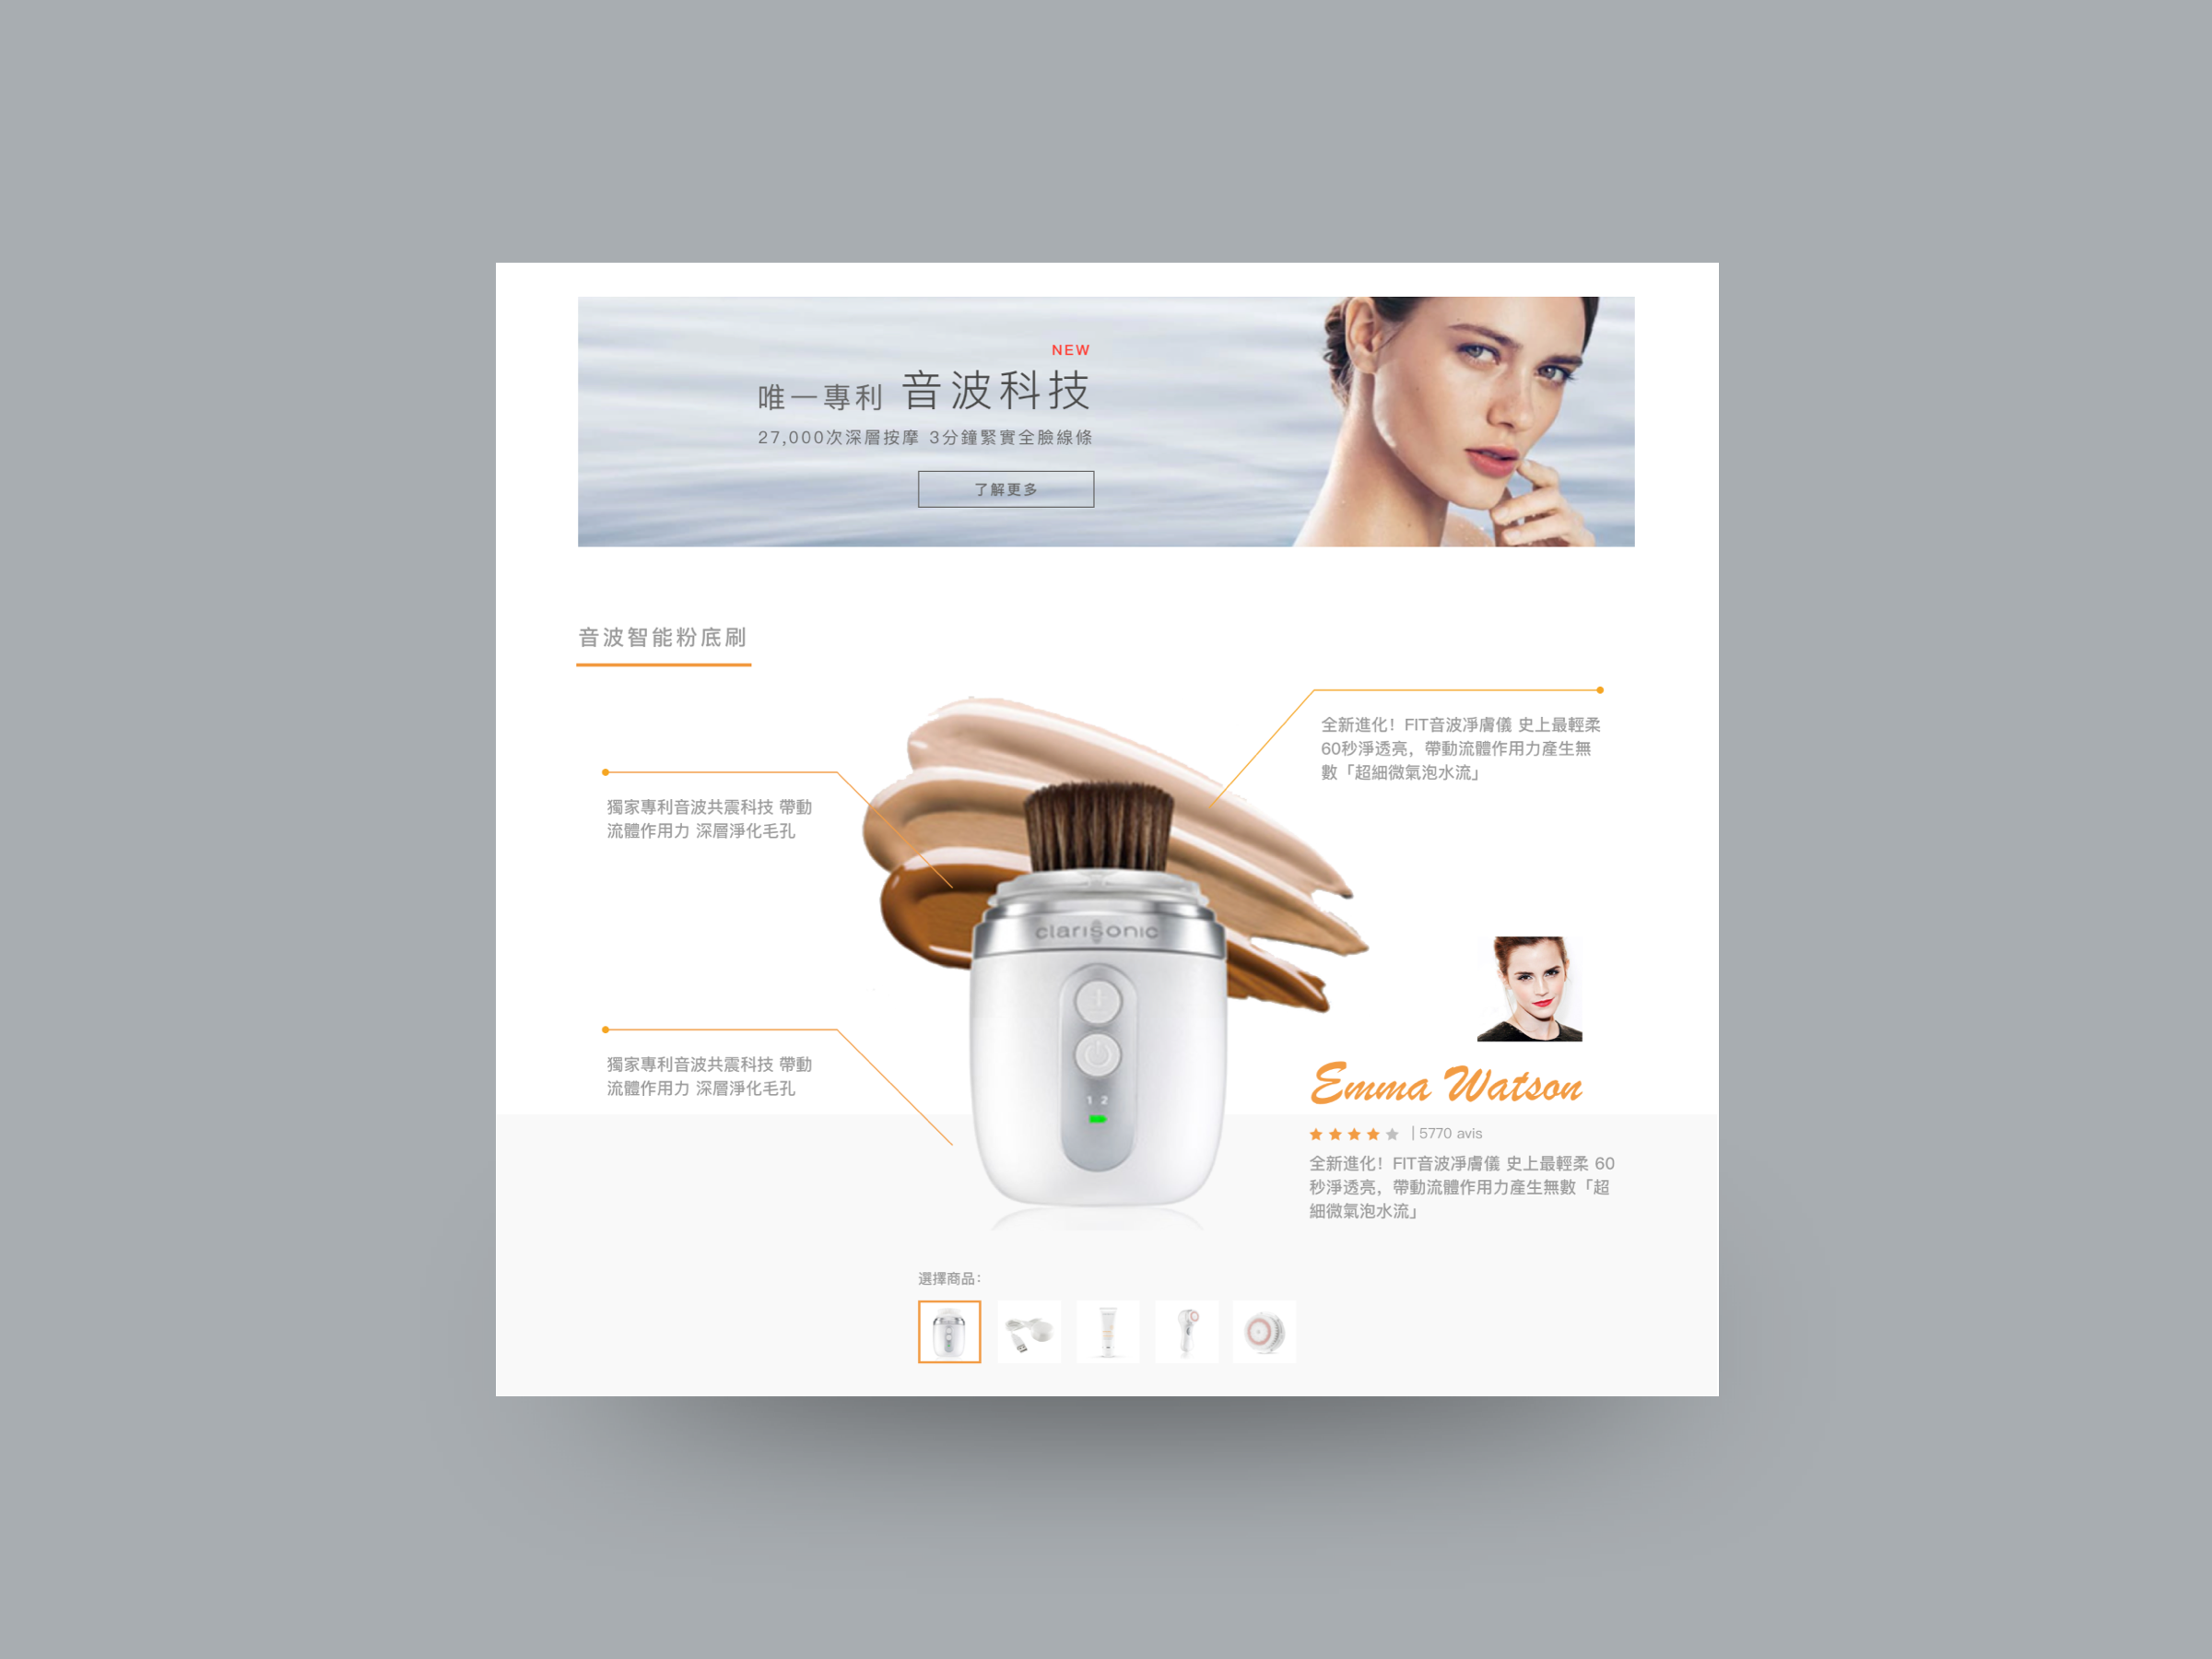 NEW
唯一專利 音波科技
27,000次深層按摩 3分鐘緊實全臉線條
了解更多
音波智能粉底刷
全新進化！FIT音波凈膚儀 史上最輕柔
60秒淨透亮，帶動流體作用力產生無
數「超細微氣泡水流」
獨家專利音波共震科技 帶動
流體作用力 深層淨化毛孔
clarisonic
獨家專利音波共震科技 帶動
流體作用力 深層淨化毛孔
1 2
Emma Watson
| 5770 avis
全新進化！FIT音波凈膚儀 史上最輕柔 60
秒淨透亮，帶動流體作用力產生無數「超
細微氣泡水流」
選擇商品：